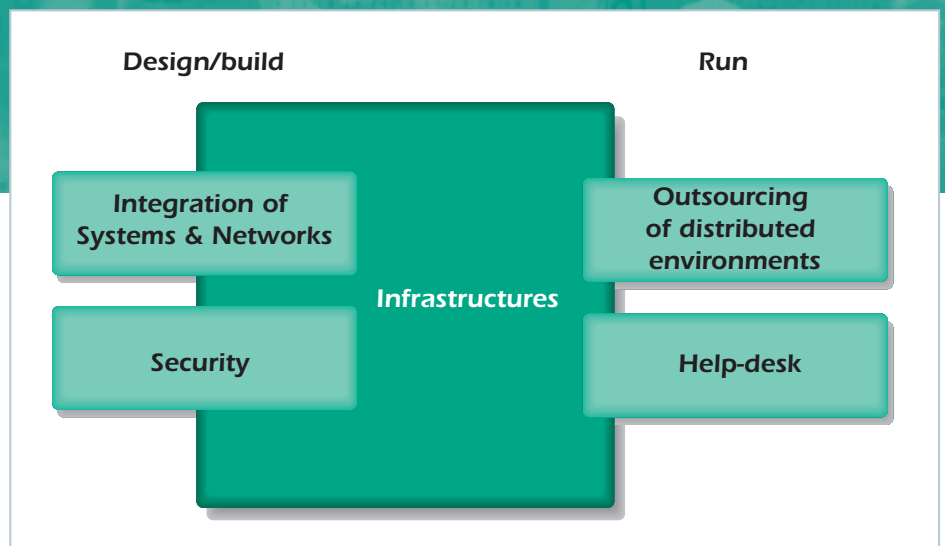 Design/build
Run
Integration of
Systems & Networks
Outsourcing
of distributed
environments
Infrastructures
Security
Help-desk